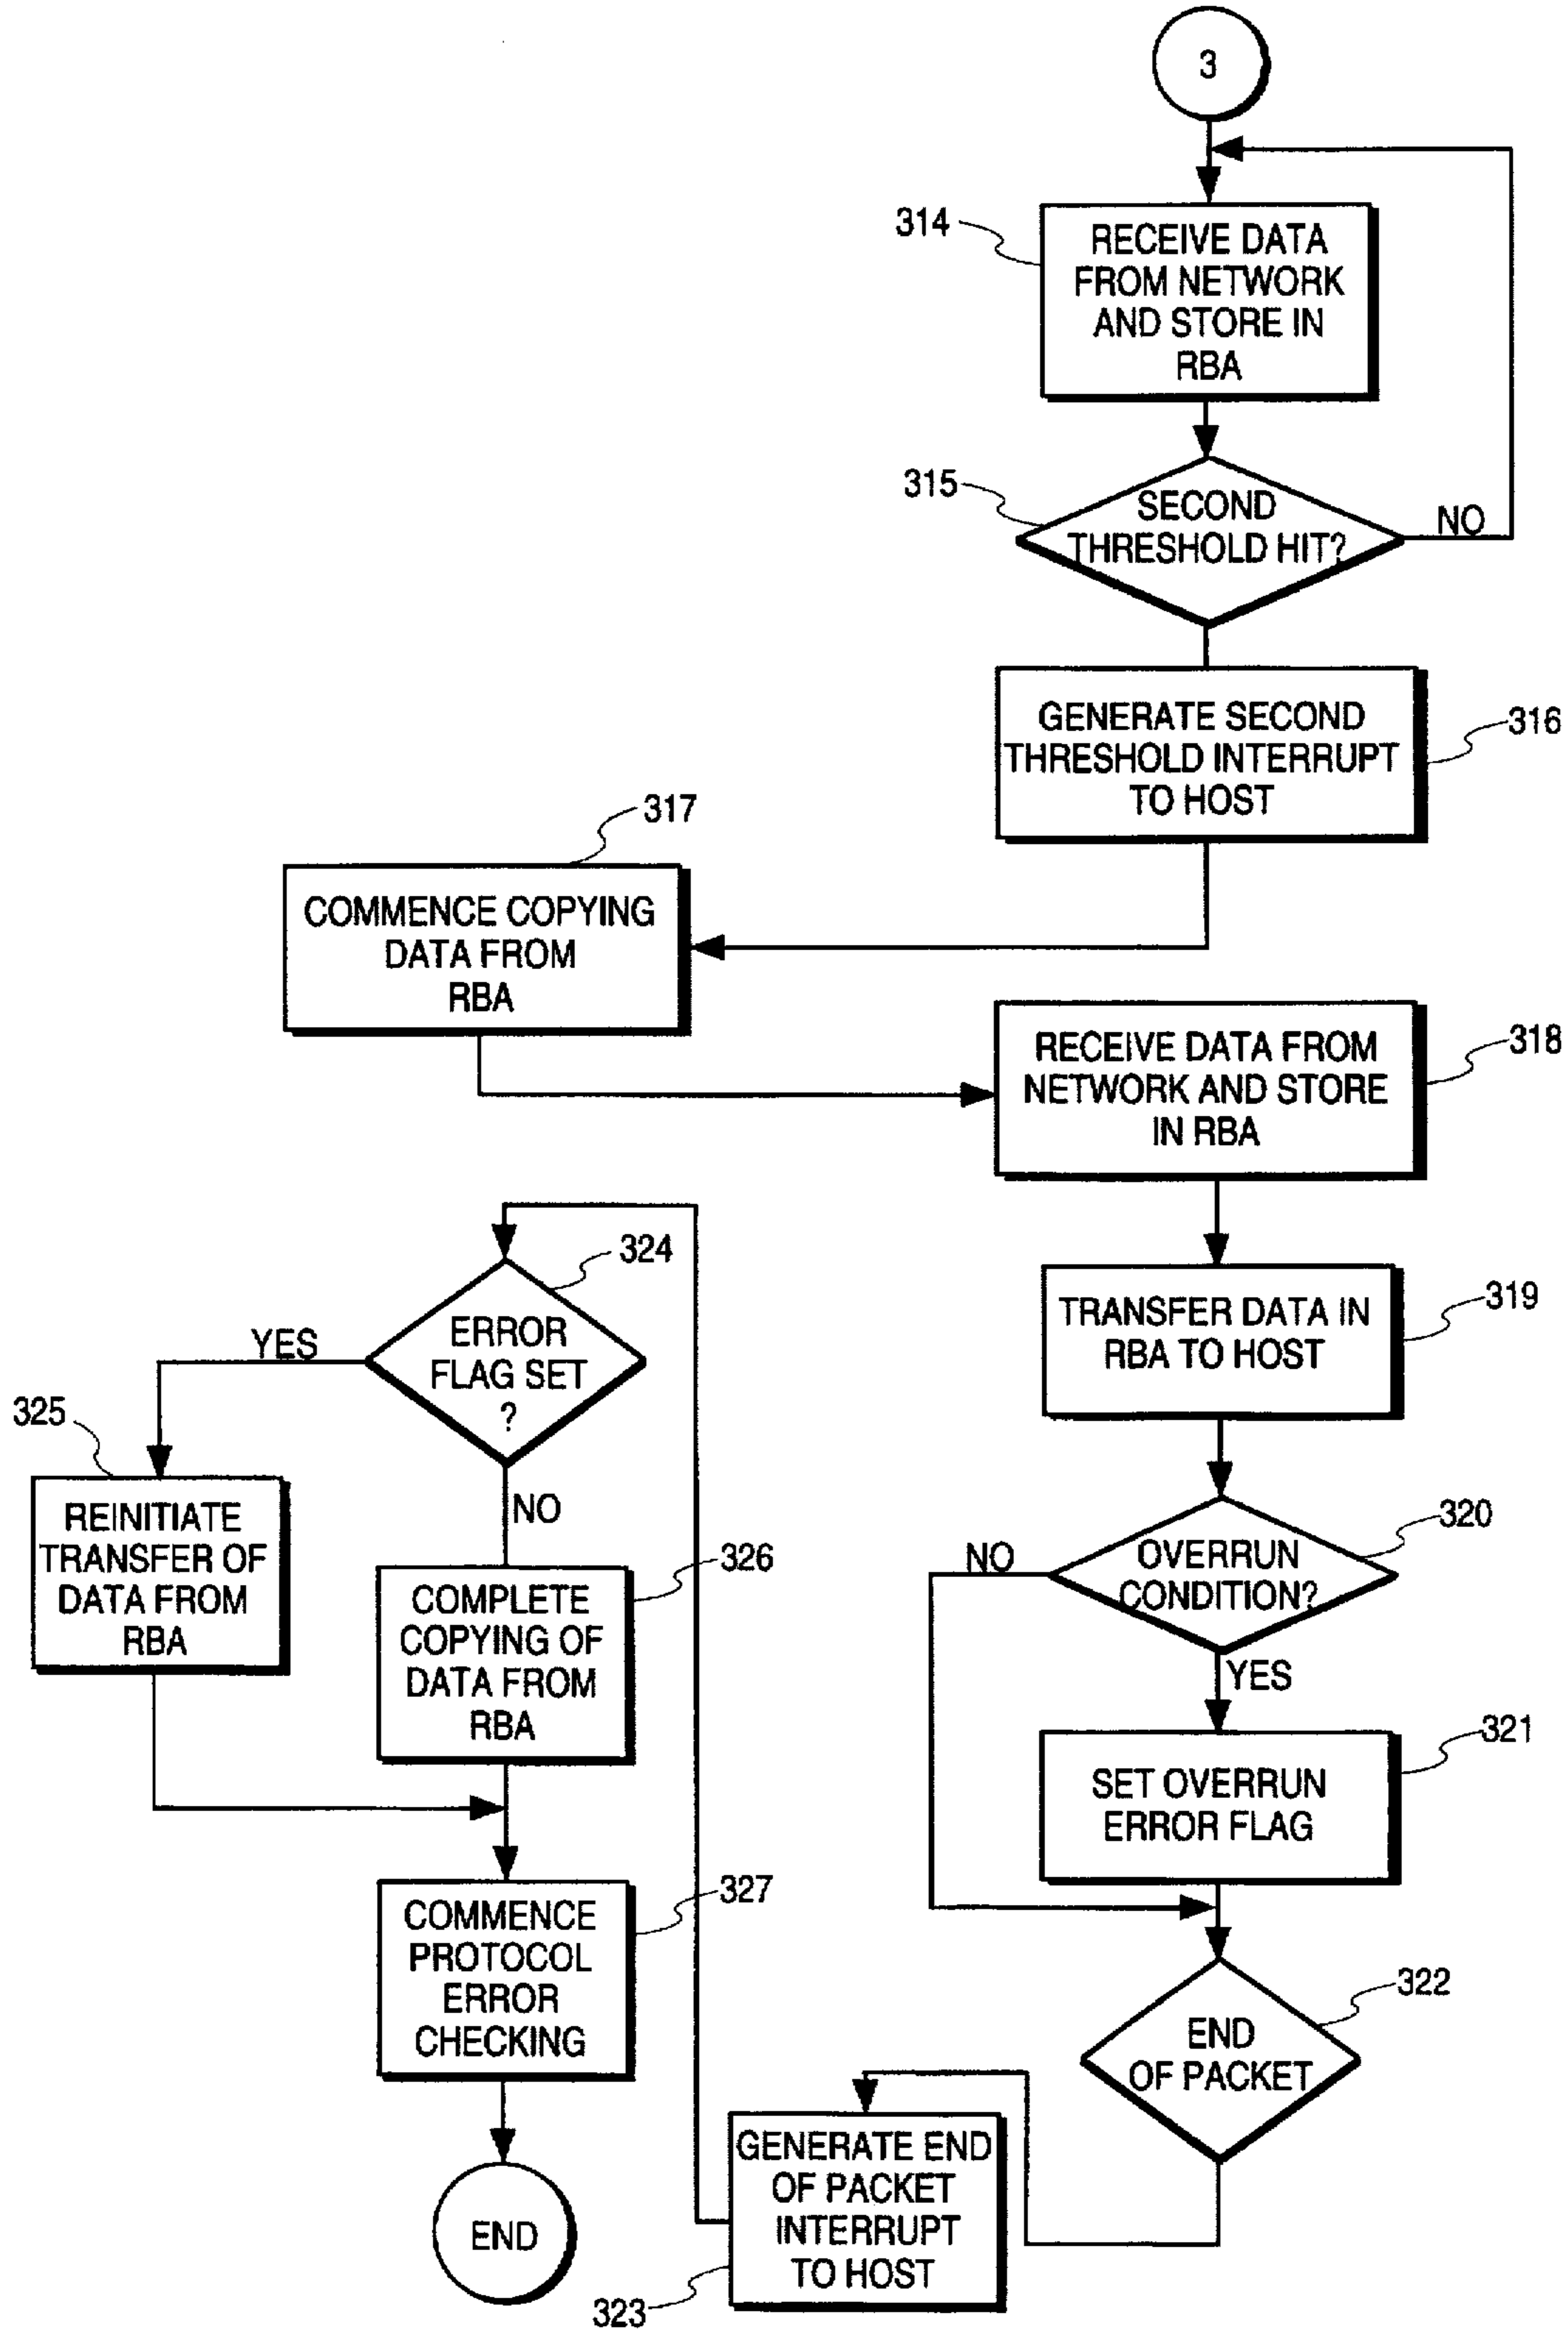 3
314
RECEIVE DATA
FROM NETWORK
AND STORE IN
RBA
315
SECOND
THRESHOLD HIT?
NO
GENERATE SECOND
THRESHOLD INTERRUPT
TO HOST
316
317
COMMENCE COPYING
DATA FROM
RBA
RECEIVE DATA FROM
NETWORK AND STORE
IN RBA
318
TRANSFER DATA IN
RBA TO HOST
319
OVERRUN
CONDITION?
320
NO
YES
SET OVERRUN
ERROR FLAG
321
END
OF PACKET
322
GENERATE END
OF PACKET
INTERRUPT
TO HOST
323
324
ERROR
FLAG SET
?
YES
NO
325
REINITIATE
TRANSFER OF
DATA FROM
RBA
326
COMPLETE
COPYING OF
DATA FROM
RBA
327
COMMENCE
PROTOCOL
ERROR
CHECKING
END